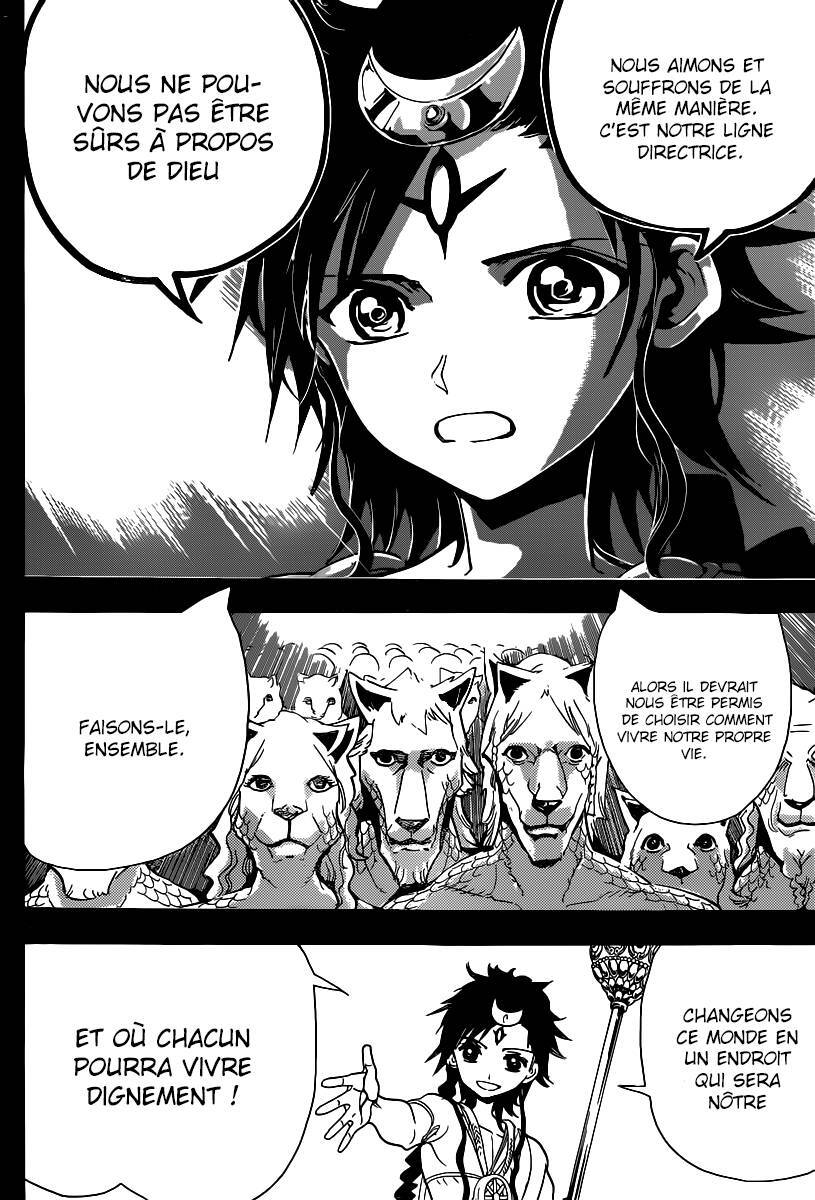 NOUS AIMONS ET
SOUFFRONS DE LA
MÊME MANIÈRE.
C'EST NOTRE LIGNE
DIRECTRICE.
NOUS NE POU-
VONS PAS ÊTRE
SÛRS À PROPOS
DE DIEU
ALORS IL DEVRAIT
NOUS ÊTRE PERMIS
DE CHOISIR COMMENT
VIVRE NOTRE PROPRE
VIE.
FAISONS-LE,
ENSEMBLE.
CHANGEONS
CE MONDE EN
UN ENDROIT
QUI SERA
NÔTRE
ET OÙ CHACUN
POURRA VIVRE
DIGNEMENT !